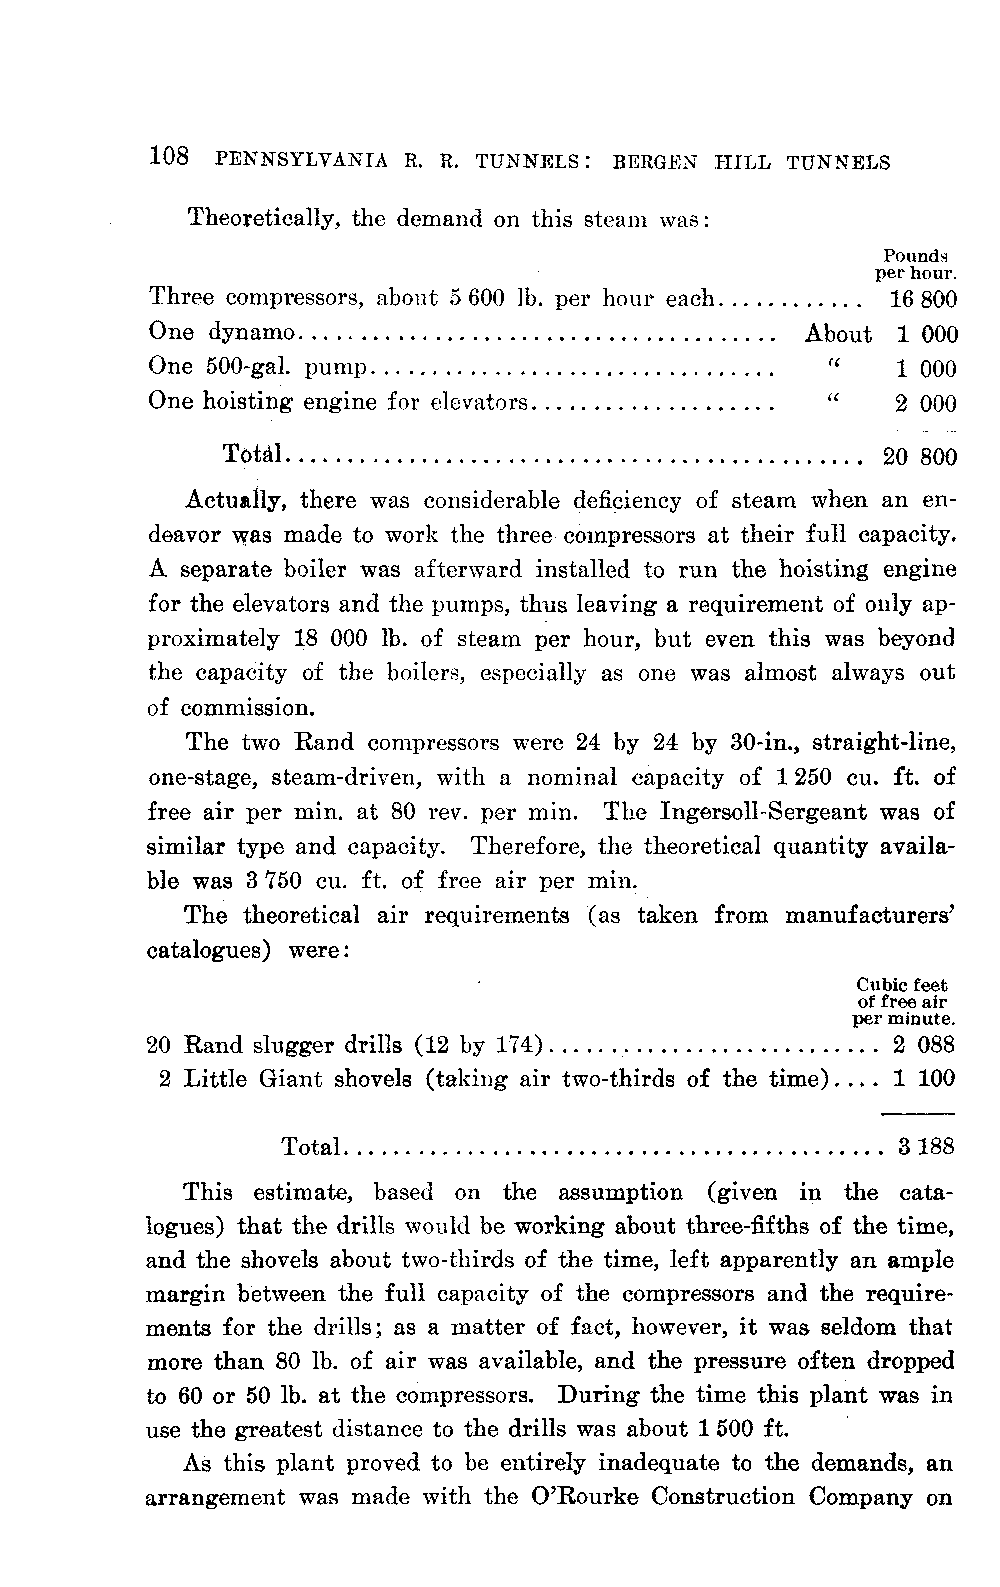 108 PENNSYLVANIA R. R. TUNNELS: BERGEN HILL TUNNELS
Theoretically, the demand on this steam was:
Pounds
per hour.
Three compressors, about 5 600 lb. per hour each............ 16 800
One dynamo...................................... About 1 000
One 500-gal. pump................................. “ 1 000
One hoisting engine for elevators.................... “ 2 000
Total.............................................. 20 800
Actually, there was considerable deficiency of steam when an en-
deavor was made to work the three compressors at their full capacity.
A separate boiler was afterward installed to run the hoisting engine
for the elevators and the pumps, thus leaving a requirement of only ap-
proximately 18 000 lb. of steam per hour, but even this was beyond
the capacity of the boilers, especially as one was almost always out
of commission.
The two Rand compressors were 24 by 24 by 30-in., straight-line,
one-stage, steam-driven, with a nominal capacity of 1 250 cu. ft. of
free air per min. at 80 rev. per min. The Ingersoll-Sergeant was of
similar type and capacity. Therefore, the theoretical quantity availa-
ble was 3 750 cu. ft. of free air per min.
The theoretical air requirements (as taken from manufacturers’
catalogues) were:
Cubic feet
of free air
per minute.
20 Rand slugger drills (12 by 174)........................... 2 088
2 Little Giant shovels (taking air two-thirds of the time).... 1 100
Total............................................ 3 188
This estimate, based on the assumption (given in the cata-
logues) that the drills would be working about three-fifths of the time,
and the shovels about two-thirds of the time, left apparently an ample
margin between the full capacity of the compressors and the require-
ments for the drills; as a matter of fact, however, it was seldom that
more than 80 lb. of air was available, and the pressure often dropped
to 60 or 50 lb. at the compressors. During the time this plant was in
use the greatest distance to the drills was about 1 500 ft.
As this plant proved to be entirely inadequate to the demands, an
arrangement was made with the O’Rourke Construction Company on